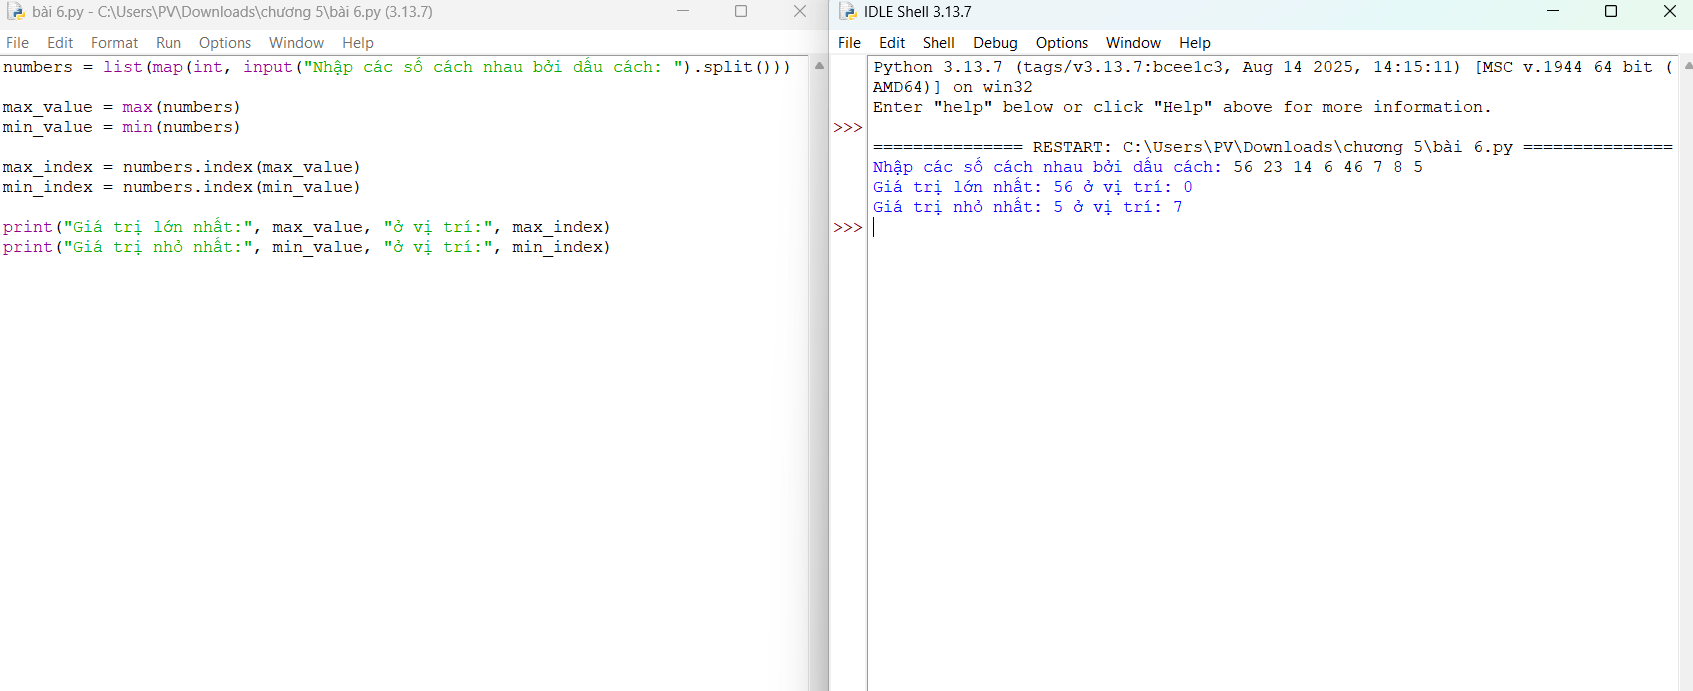 bài 6.py - C:\Users\PV\Downloads\chương 5\bài 6.py (3.13.7)
File Edit Format Run Options Window Help
numbers = list(map(int, input("Nhập các số cách nhau bởi dấu cách: ").split()))
max_value = max(numbers)
min_value = min(numbers)
max_index = numbers.index(max_value)
min_index = numbers.index(min_value)
print("Giá trị lớn nhất:", max_value, "ở vị trí:", max_index)
print("Giá trị nhỏ nhất:", min_value, "ở vị trí:", min_index)
IDLE Shell 3.13.7
File Edit Shell Debug Options Window Help
Python 3.13.7 (tags/v3.13.7:bcee1c3, Aug 14 2025, 14:15:11) [MSC v.1944 64 bit (
AMD64)] on win32
Enter "help" below or click "Help" above for more information.
>>>
=============== RESTART: C:\Users\PV\Downloads\chương 5\bài 6.py ===============
Nhập các số cách nhau bởi dấu cách: 56 23 14 6 46 7 8 5
Giá trị lớn nhất: 56 ở vị trí: 0
Giá trị nhỏ nhất: 5 ở vị trí: 7
>>>